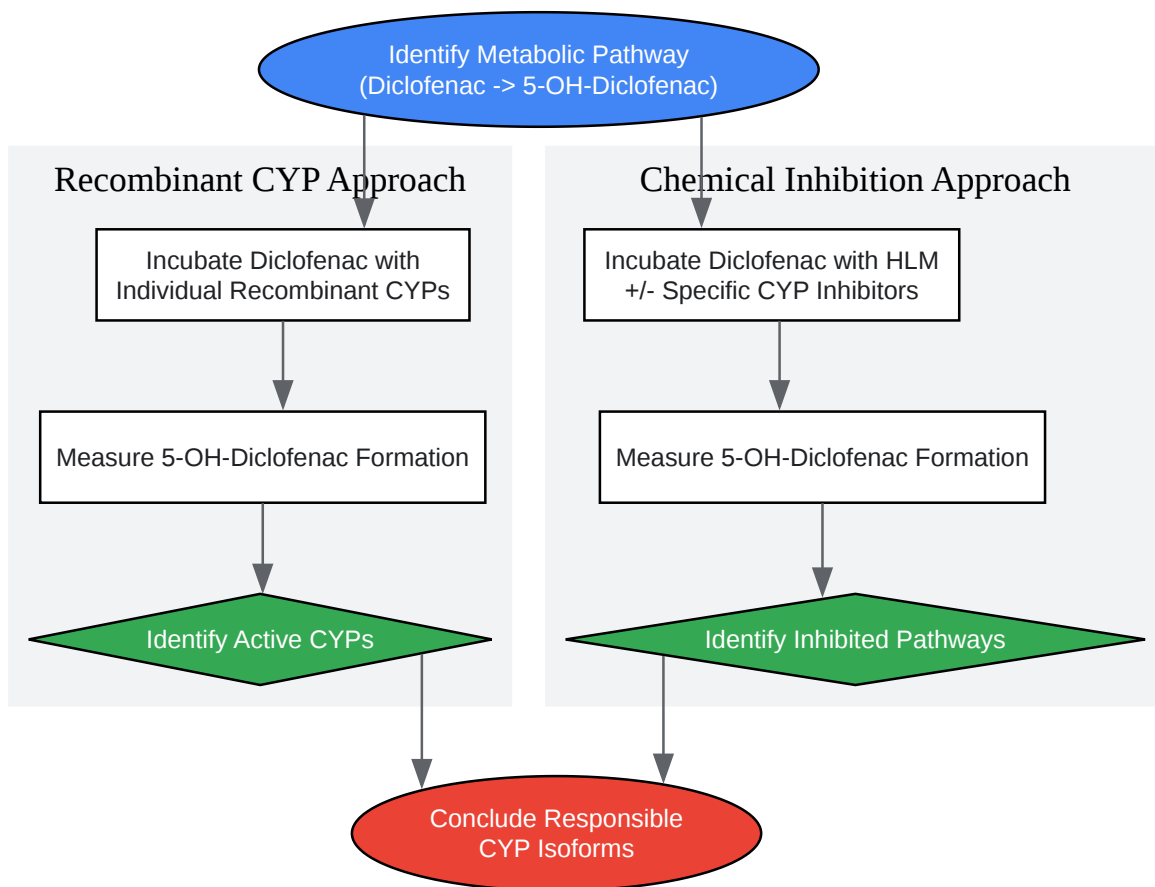 Identify Metabolic Pathway
(Diclofenac -> 5-OH-Diclofenac)
Recombinant CYP Approach
Incubate Diclofenac with
Individual Recombinant CYPs
Measure 5-OH-Diclofenac Formation
Identify Active CYPs
Chemical Inhibition Approach
Incubate Diclofenac with HLM
+/- Specific CYP Inhibitors
Measure 5-OH-Diclofenac Formation
Identify Inhibited Pathways
Conclude Responsible
CYP Isoforms